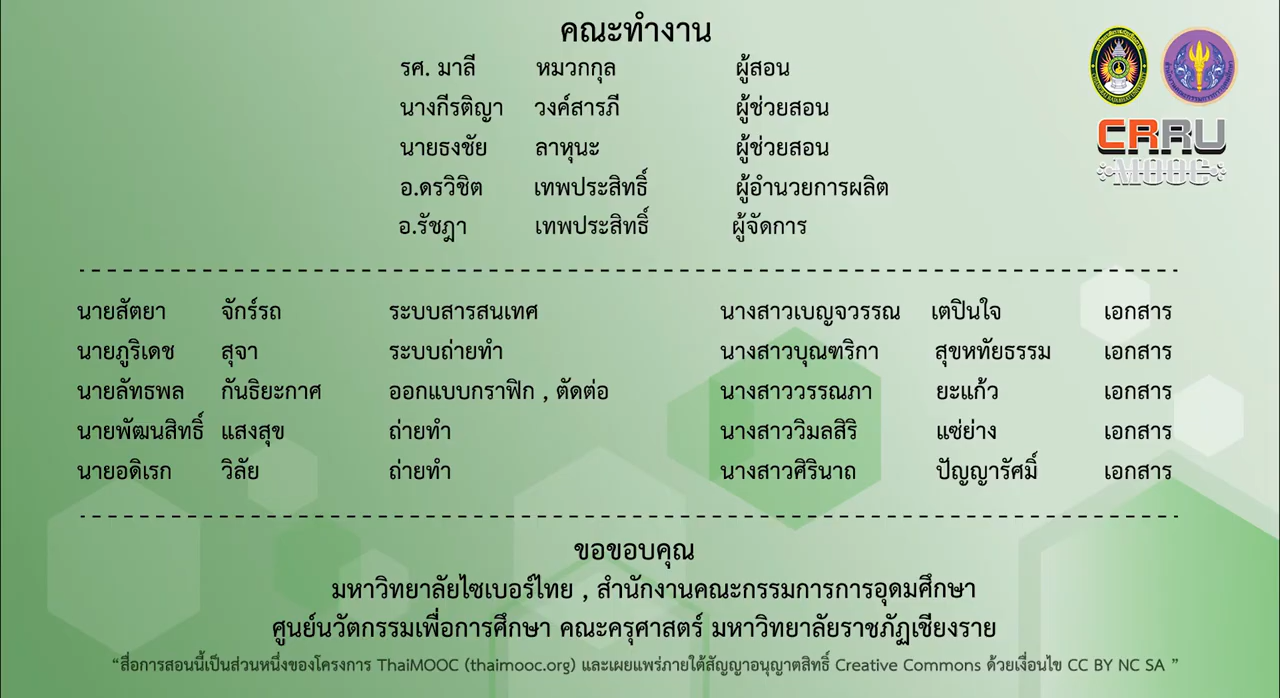 คณะทำงาน
รศ. มาลี หมวกกุล ผู้สอน
นางกีรติญา วงค์สารภี ผู้ช่วยสอน
นายธงชัย ลาหุนะ ผู้ช่วยสอน
อ.ดรวิชิต เทพประสิทธิ์ ผู้อำนวยการผลิต
อ.รัชฎา เทพประสิทธิ์ ผู้จัดการ
CRRU
MOOC
นายสัตยา จักร์รถ ระบบสารสนเทศ นางสาวเบญจวรรณ เตปินใจ เอกสาร
นายภูริเดช สุจา ระบบถ่ายทำ นางสาวบุณฑริกา สุขหทัยธรรม เอกสาร
นายลัทธพล กันธิยะกาศ ออกแบบกราฟิก , ตัดต่อ นางสาววรรณภา ยะแก้ว เอกสาร
นายพัฒนสิทธิ์ แสงสุข ถ่ายทำ นางสาววิมลสิริ แซ่ย่าง เอกสาร
นายอดิเรก วิลัย ถ่ายทำ นางสาวศิรินาถ ปัญญารัศมิ์ เอกสาร
ขอขอบคุณ
มหาวิทยาลัยไซเบอร์ไทย , สำนักงานคณะกรรมการการอุดมศึกษา
ศูนย์นวัตกรรมเพื่อการศึกษา คณะครุศาสตร์ มหาวิทยาลัยราชภัฏเชียงราย
“สื่อการสอนนี้เป็นส่วนหนึ่งของโครงการ ThaiMOOC (thaimooc.org) และเผยแพร่ภายใต้สัญญาอนุญาตสิทธิ์ Creative Commons ด้วยเงื่อนไข CC BY NC SA ”